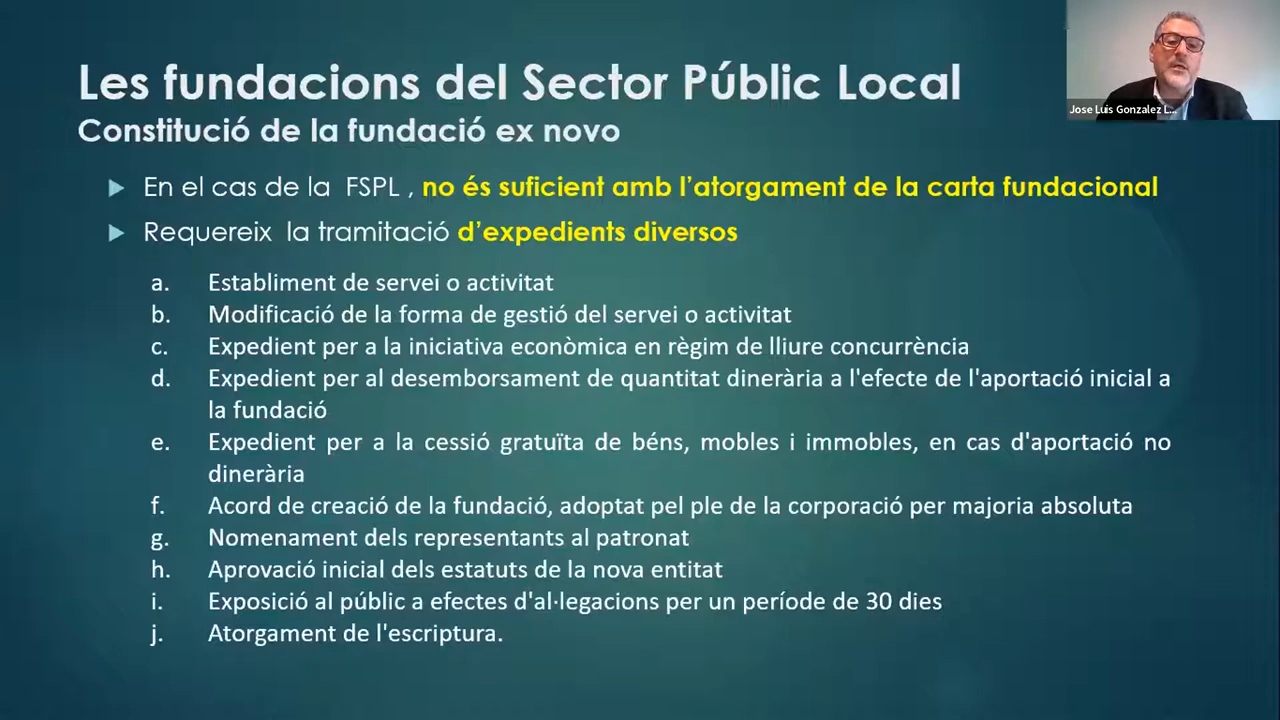 Les fundacions del Sector Públic Local
Constitució de la fundació ex novo
Jose Luis Gonzalez L...
En el cas de la FSPL , no és suficient amb l'atorgament de la carta fundacional
Requereix la tramitació d'expedients diversos
a. Establiment de servei o activitat
b. Modificació de la forma de gestió del servei o activitat
c. Expedient per a la iniciativa econòmica en règim de lliure concurrència
d. Expedient per al desemborsament de quantitat dinerària a l'efecte de l'aportació inicial a
la fundació
e. Expedient per a la cessió gratuïta de béns, mobles i immobles, en cas d'aportació no
dinerària
f. Acord de creació de la fundació, adoptat pel ple de la corporació per majoria absoluta
g. Nomenament dels representants al patronat
h. Aprovació inicial dels estatuts de la nova entitat
i. Exposició al públic a efectes d'al·legacions per un període de 30 dies
j. Atorgament de l'escriptura.